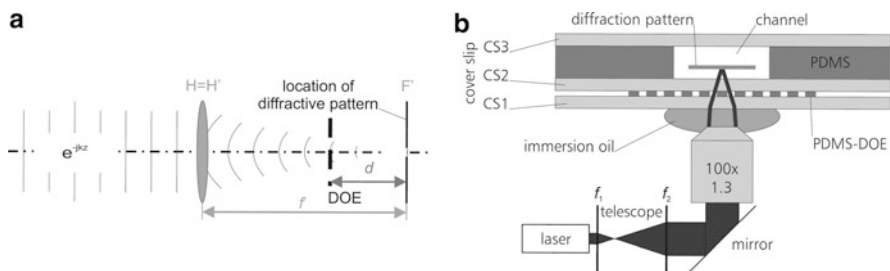 a
H=H'
location of
diffractive pattern
F'
e^-jkz
d
DOE
f'
b
diffraction pattern
channel
cover slip
CS3
CS2
CS1
PDMS
immersion oil
PDMS-DOE
100x
1.3
f₁
telescope
f₂
laser
mirror